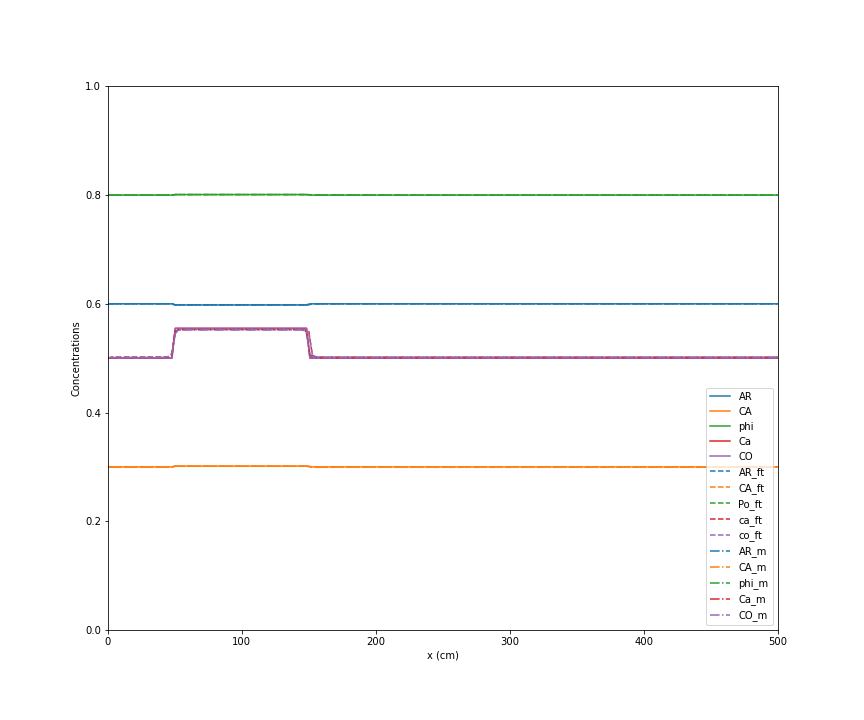 1.0
0.8
0.6
0.4
0.2
0.0
Concentrations
0 100 200 300 400 500
x (cm)
AR
CA
phi
Ca
CO
AR_ft
CA_ft
Po_ft
ca_ft
co_ft
AR_m
CA_m
phi_m
Ca_m
CO_m